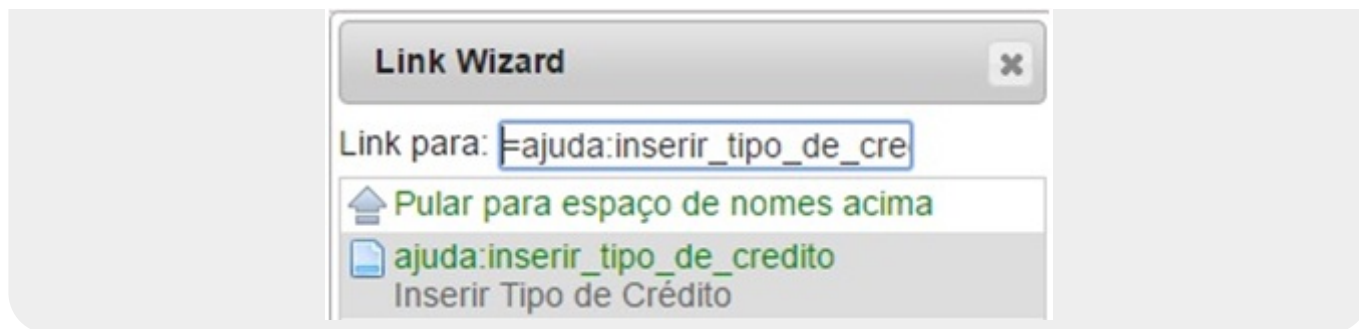 Link Wizard
Link para: =ajuda:inserir_tipo_de_cre
Pular para espaço de nomes acima
ajuda:inserir_tipo_de_credito
Inserir Tipo de Crédito